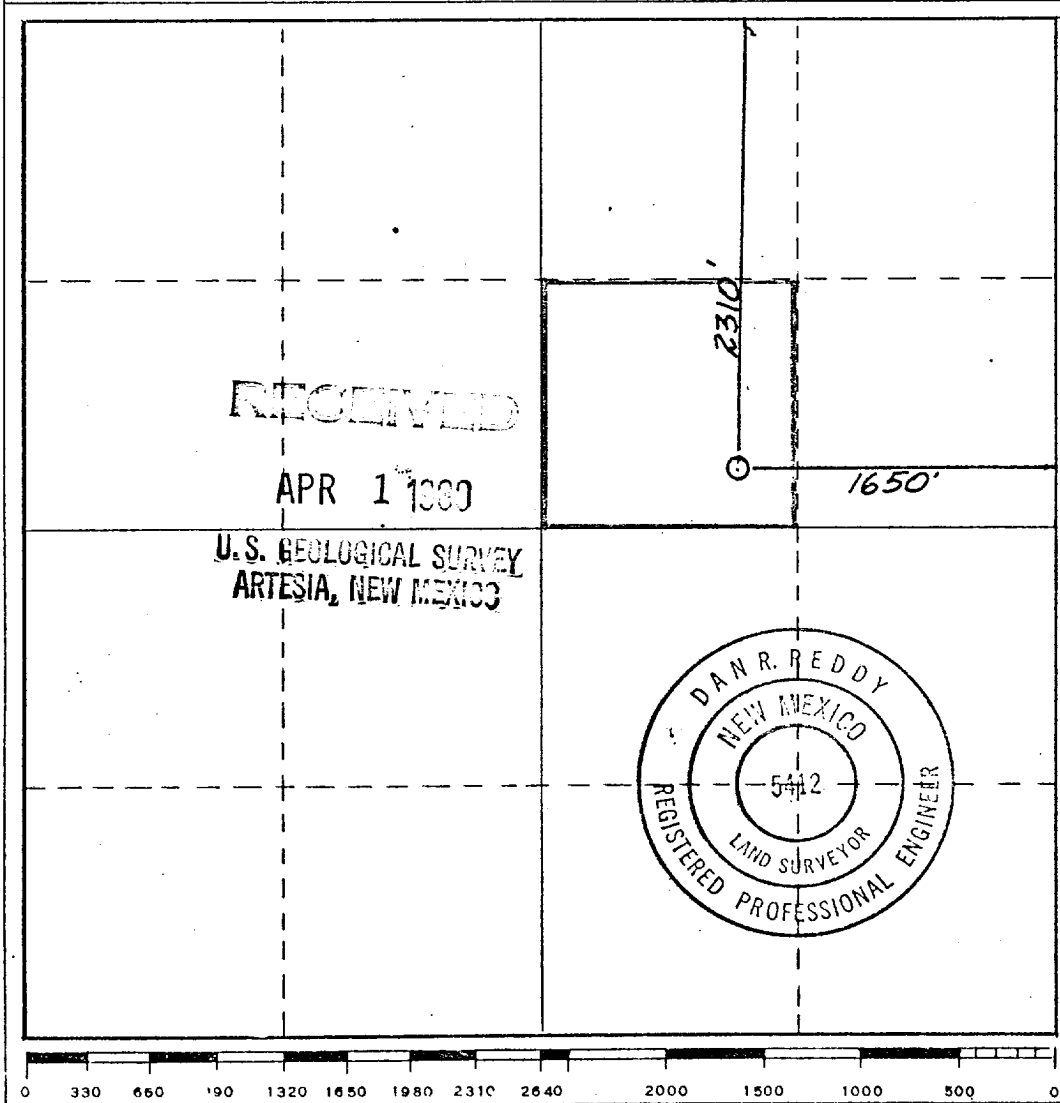 2310'
1650'
RECEIVED
APR 1 1980
U.S. GEOLOGICAL SURVEY
ARTESIA, NEW MEXICO
DAN R. REDDY
NEW MEXICO
5412
LAND SURVEYOR
REGISTERED PROFESSIONAL ENGINEER
0 330 660 190 1320 1650 1980 2310 2640 2000 1500 1000 500 0